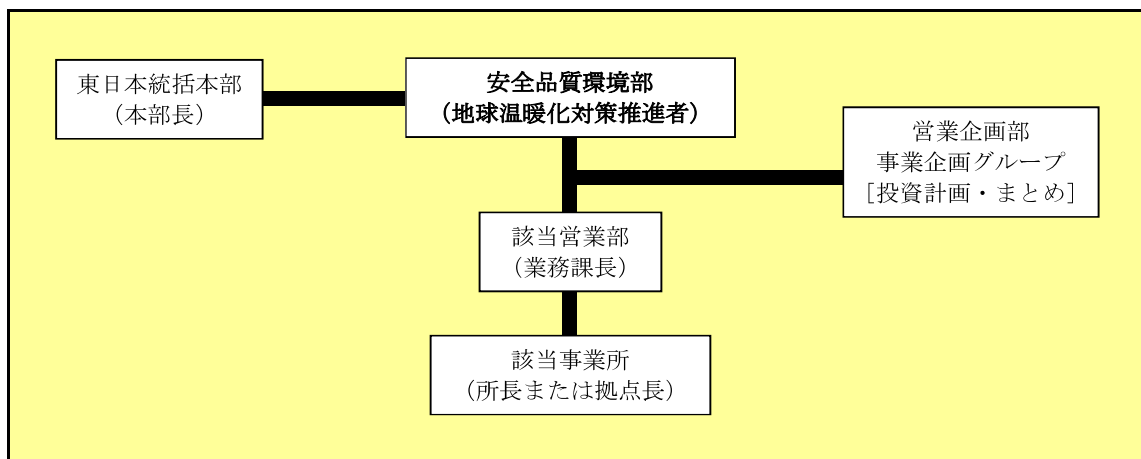 東日本統括本部
（本部長）
安全品質環境部
（地球温暖化対策推進者）
営業企画部
事業企画グループ
［投資計画・まとめ］
該当営業部
（業務課長）
該当事業所
（所長または拠点長）